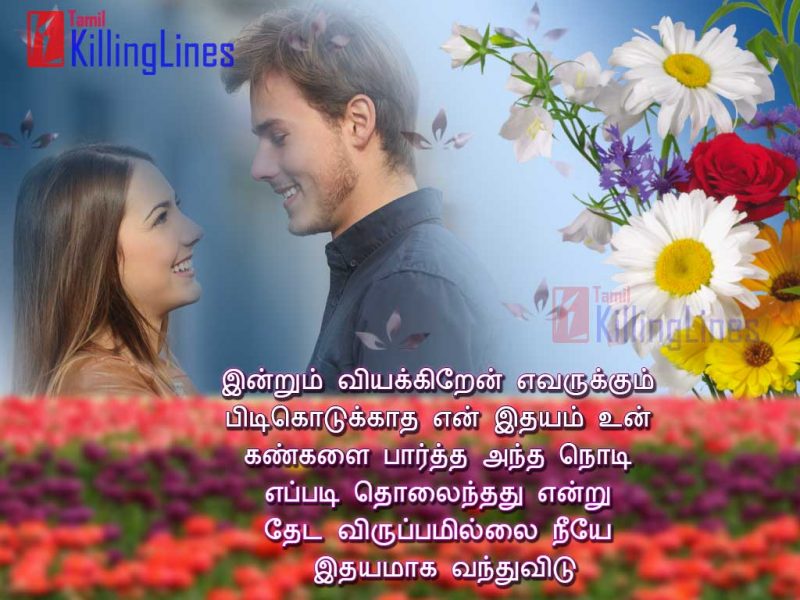 Tamil
KillingLines
Tamil
KillingLines
இன்றும் வியக்கிறேன் எவருக்கும்
பிடிகொடுக்காத என் இதயம் உன்
கண்களை பார்த்த அந்த நொடி
எப்படி தொலைந்தது என்று
தேட விருப்பமில்லை நீயே
இதயமாக வந்துவிடு